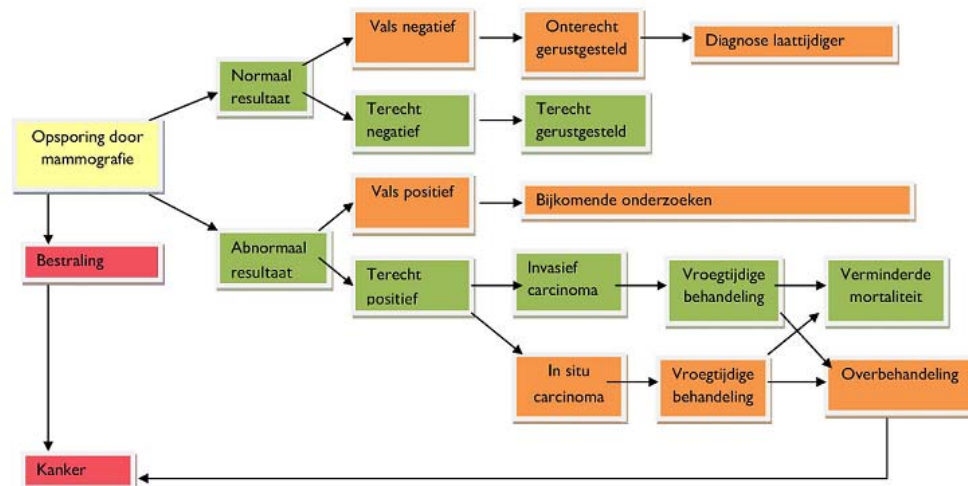 Opsporing door
mammografie
Normaal
resultaat
Vals negatief
Onterecht
gerustgesteld
Diagnose laattijdiger
Terecht
negatief
Terecht
gerustgesteld
Bestraling
Abnormaal
resultaat
Vals positief
Bijkomende onderzoeken
Terecht
positief
Invasief
carcinoma
Vroegtijdige
behandeling
Verminderde
mortaliteit
In situ
carcinoma
Vroegtijdige
behandeling
Overbehandeling
Kanker